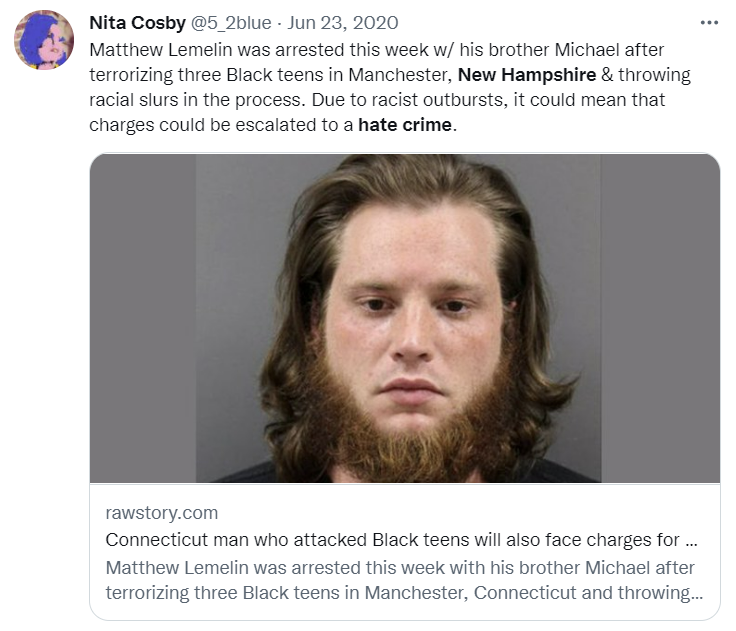 Nita Cosby @5_2blue · Jun 23, 2020
Matthew Lemelin was arrested this week w/ his brother Michael after
terrorizing three Black teens in Manchester, New Hampshire & throwing
racial slurs in the process. Due to racist outbursts, it could mean that
charges could be escalated to a hate crime.
rawstory.com
Connecticut man who attacked Black teens will also face charges for ...
Matthew Lemelin was arrested this week with his brother Michael after
terrorizing three Black teens in Manchester, Connecticut and throwing...